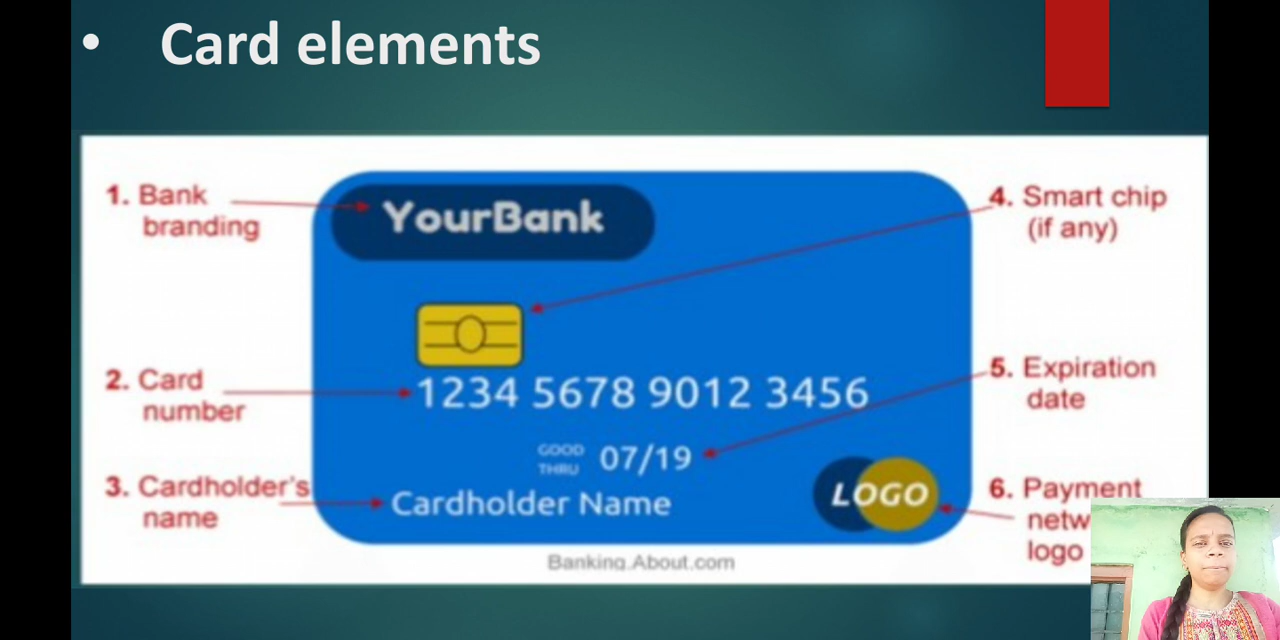 • Card elements
1. Bank
branding
YourBank
4. Smart chip
(if any)
2. Card
number
1234 5678 9012 3456
5. Expiration
date
GOOD
THRU
07/19
3. Cardholder's
name
Cardholder Name
LOGO
6. Payment
netw
logo
Banking.About.com